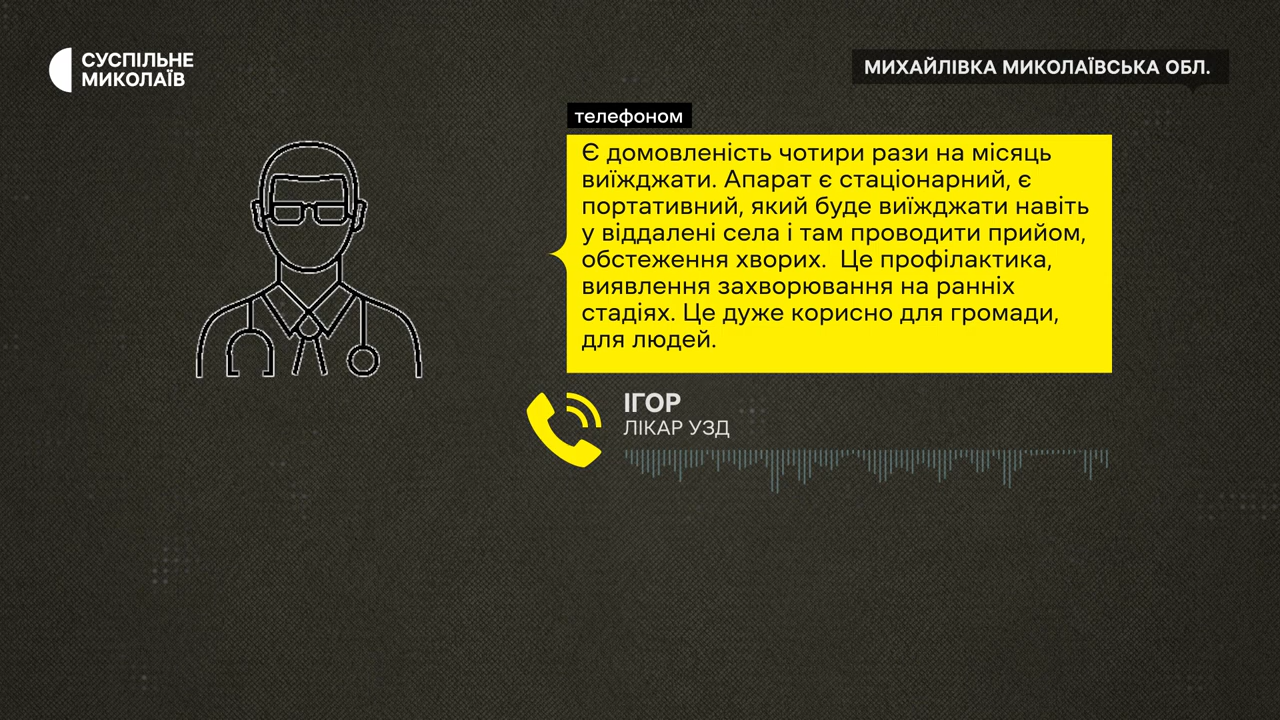 СУСПІЛЬНЕ
МИКОЛАЇВ
МИХАЙЛІВКА МИКОЛАЇВСЬКА ОБЛ.
телефоном
Є домовленість чотири рази на місяць
виїжджати. Апарат є стаціонарний, є
портативний, який буде виїжджати навіть
у віддалені села і там проводити прийом,
обстеження хворих.  Це профілактика,
виявлення захворювання на ранніх
стадіях. Це дуже корисно для громади,
для людей.
ІГОР
ЛІКАР УЗД